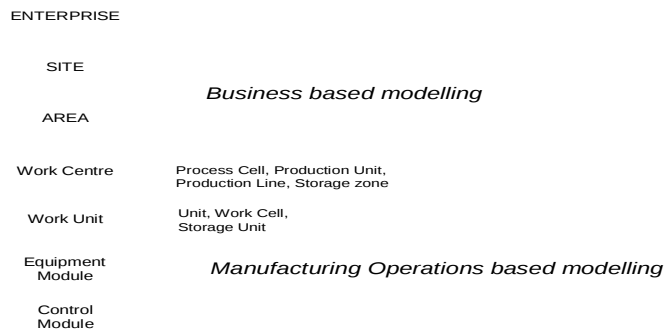 ENTERPRISE
SITE
Business based modelling
AREA
Work Centre
Process Cell, Production Unit,
Production Line, Storage zone
Work Unit
Unit, Work Cell,
Storage Unit
Equipment
Module
Manufacturing Operations based modelling
Control
Module